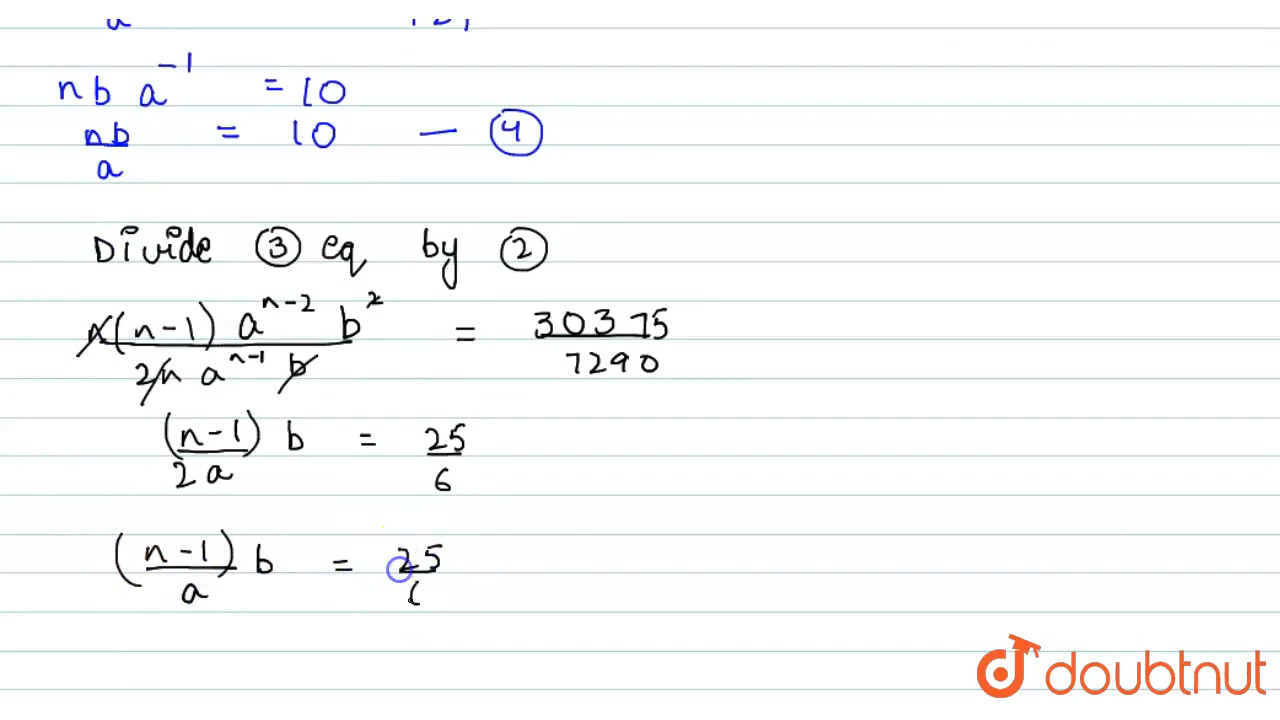 n b a^-1 = 10
nb/a = 10 — (4)
Divide (3) eq by (2)
n(n-1) a^n-2 b^2 / 2n a^n-1 b = 30375/7290
(n-1)/2a b = 25/6
(n-1)/a b = 25/
doubtnut